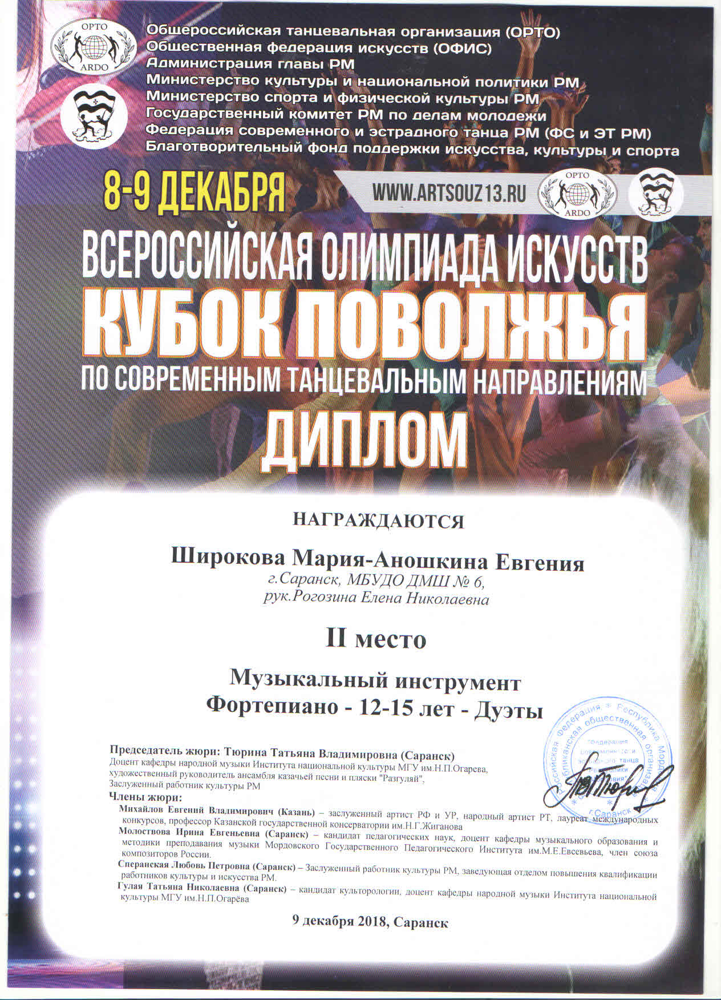 ОРТО
ARDO
Общероссийская танцевальная организация (ОРТО)
Общественная федерация искусств (ОФИС)
Администрация главы РМ
Министерство культуры и национальной политики РМ
Министерство спорта и физической культуры РМ
Государственный комитет РМ по делам молодежи
Федерация современного и эстрадного танца РМ (ФС и ЭТ РМ)
Благотворительный фонд поддержки искусства, культуры и спорта
8-9 ДЕКАБРЯ
WWW.ARTSOUZ13.RU
ОРТО
ARDO
ВСЕРОССИЙСКАЯ ОЛИМПИАДА ИСКУССТВ
КУБОК ПОВОЛЖЬЯ
ПО СОВРЕМЕННЫМ ТАНЦЕВАЛЬНЫМ НАПРАВЛЕНИЯМ
ДИПЛОМ
НАГРАЖДАЮТСЯ
Широкова Мария-Аношкина Евгения
г.Саранск, МБУДО ДМШ № 6,
рук.Рогозина Елена Николаевна
II место
Музыкальный инструмент
Фортепиано - 12-15 лет - Дуэты
Председатель жюри: Тюрина Татьяна Владимировна (Саранск)
Доцент кафедры народной музыки Института национальной культуры МГУ им.Н.П.Огарева,
художественный руководитель ансамбля казачьей песни и пляски "Разгуляй",
Заслуженный работник культуры РМ
Члены жюри:
Михайлов Евгений Владимирович (Казань) – заслуженный артист РФ и УР, народный артист РТ, лауреат международных
конкурсов, профессор Казанской государственной консерватории им.Н.Г.Жиганова
Молоствова Ирина Евгеньевна (Саранск) – кандидат педагогических наук, доцент кафедры музыкального образования и
методики преподавания музыки Мордовского Государственного Педагогического Института им.М.Е.Евсевьева, член союза
композиторов России.
Сперанская Любовь Петровна (Саранск) – Заслуженный работник культуры РМ, заведующая отделом повышения квалификации
работников культуры и искусства РМ.
Гулая Татьяна Николаевна (Саранск) – кандидат культорологии, доцент кафедры народной музыки Института национальной
культуры МГУ им.Н.П.Огарёва
Российская Федерация * Республика Мордовия
общественная организация
"Федерация
танца
г.Саранск
9 декабря 2018, Саранск